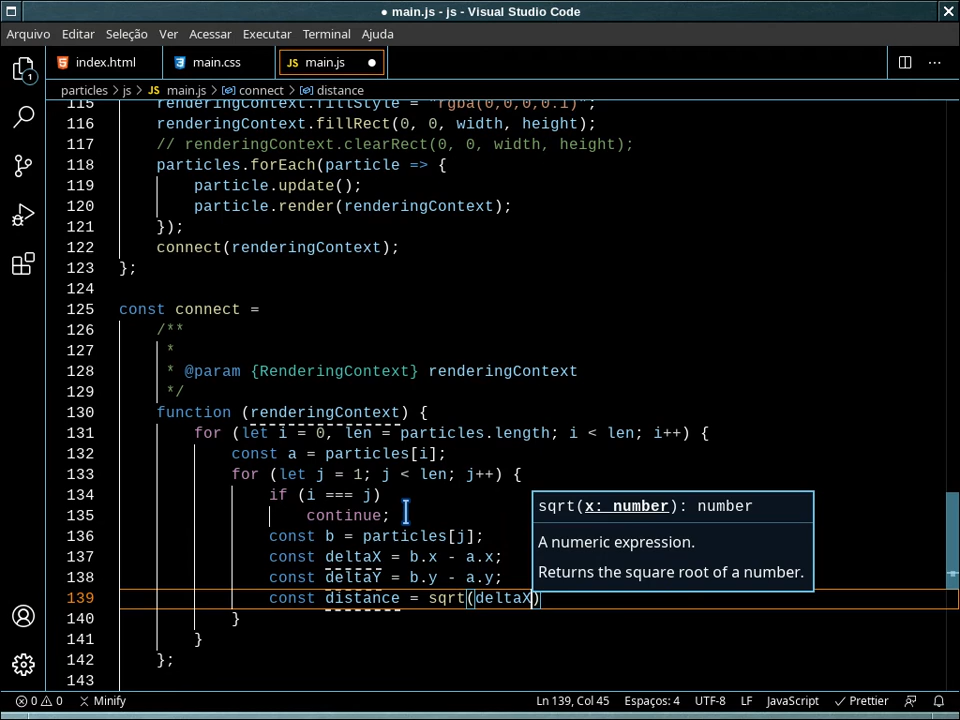 ● main.js - js - Visual Studio Code
Arquivo Editar Seleção Ver Acessar Executar Terminal Ajuda
index.html main.css JS main.js ●
particles > js > JS main.js > connect > distance
115 renderingContext.fillStyle = "rgba(0,0,0,0.1)";
116 renderingContext.fillRect(0, 0, width, height);
117 // renderingContext.clearRect(0, 0, width, height);
118 particles.forEach(particle => {
119 particle.update();
120 particle.render(renderingContext);
121 });
122 connect(renderingContext);
123 };
124
125 const connect =
126 /**
127 *
128 * @param {RenderingContext} renderingContext
129 */
130 function (renderingContext) {
131 for (let i = 0, len = particles.length; i < len; i++) {
132 const a = particles[i];
133 for (let j = 1; j < len; j++) {
134 if (i === j)
135 continue;
136 const b = particles[j];
137 const deltaX = b.x - a.x;
138 const deltaY = b.y - a.y;
139 const distance = sqrt(deltaX)
140 }
141 }
142 };
143
sqrt(x: number): number
A numeric expression.
Returns the square root of a number.
1
0 0 Minify Ln 139, Col 45 Espaços: 4 UTF-8 LF JavaScript Prettier